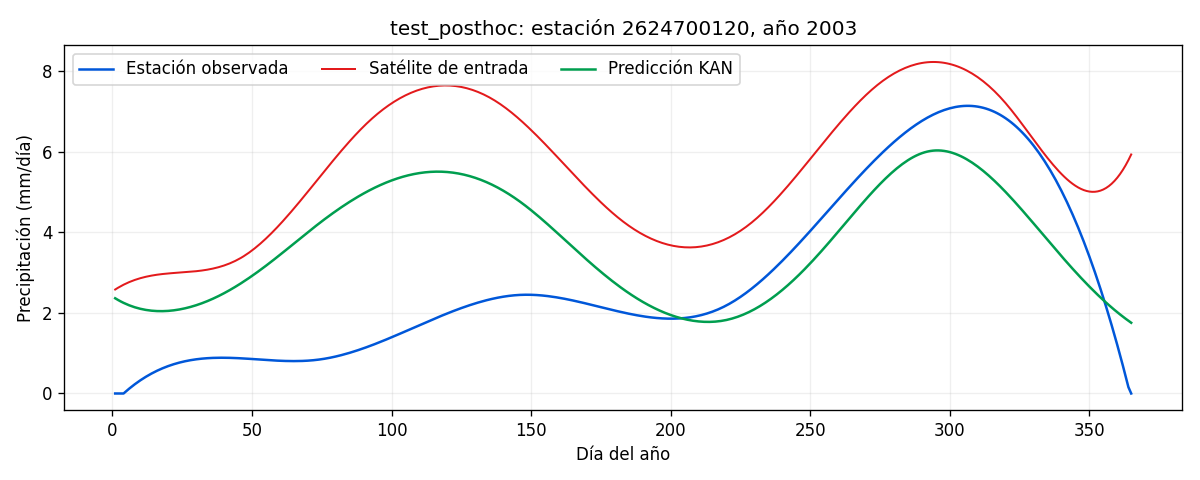 test_posthoc: estación 2624700120, año 2003
Estación observada Satélite de entrada Predicción KAN
Precipitación (mm/día)
8
6
4
2
0
0 50 100 150 200 250 300 350
Día del año